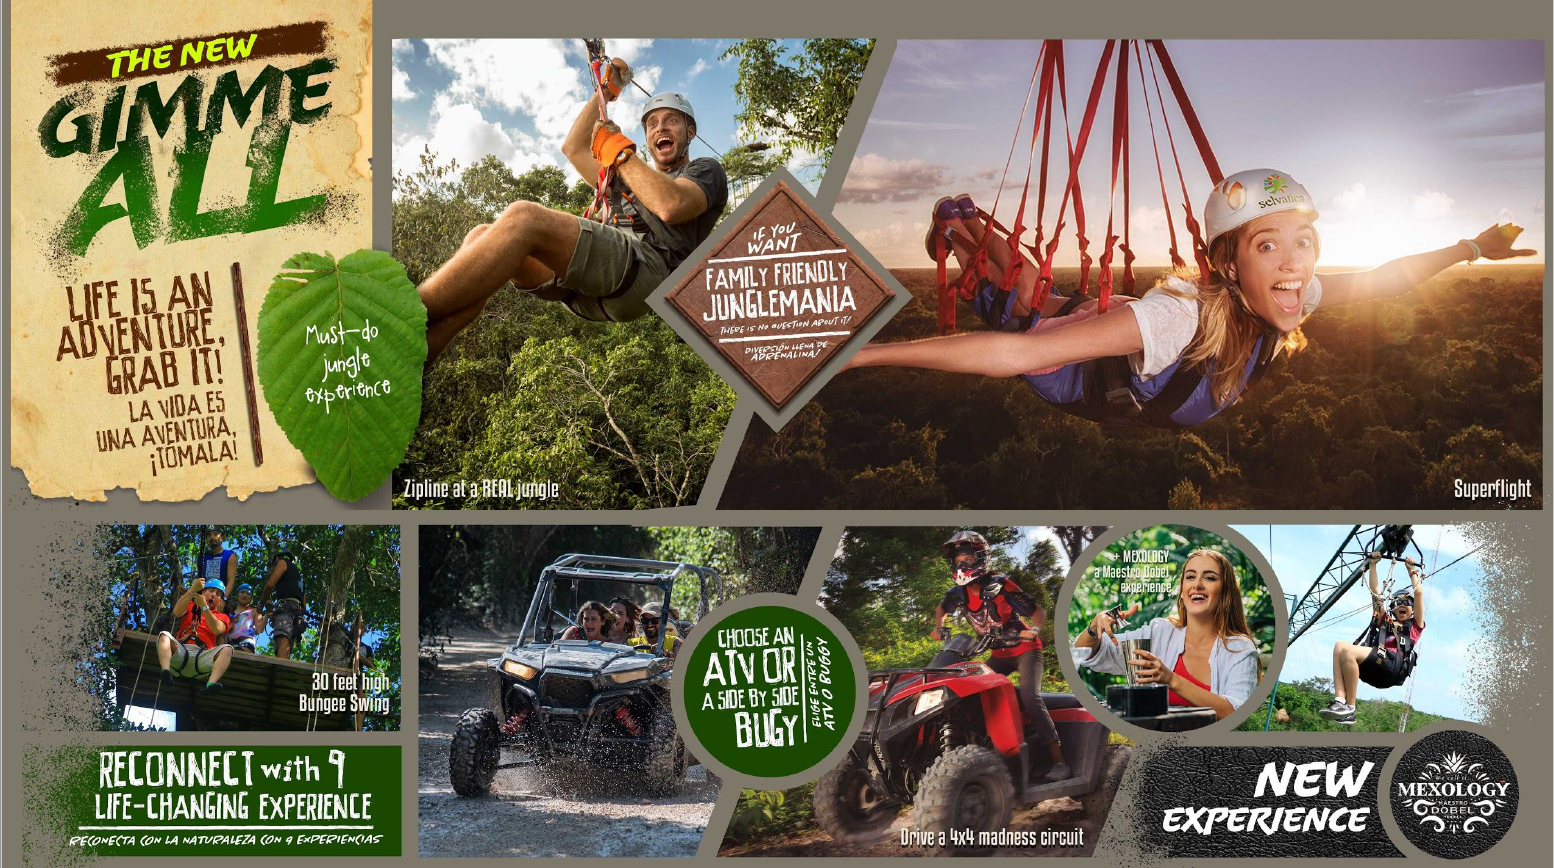 THE NEW
GIMME
ALL
LIFE IS AN
ADVENTURE,
GRAB IT!
LA VIDA ES
UNA AVENTURA,
¡TÓMALA!
Must-do
jungle
experience
Zipline at a REAL jungle
IF YOU
WANT
FAMILY FRIENDLY
JUNGLEMANIA
THERE IS NO QUESTION ABOUT IT!
DIVERSIÓN LLENA DE
ADRENALINA!
selvatica
Superflight
30 feet high
Bungee Swing
RECONNECT with 9
LIFE-CHANGING EXPERIENCE
RECONECTA CON LA NATURALEZA CON 9 EXPERIENCIAS
CHOOSE AN
ATV OR
A SIDE BY SIDE
BUGY
ELIGE ENTRE UN
ATV O BUGGY
Drive a 4x4 madness circuit
+ MEXOLOGY
a Maestro Dobel
experience
NEW
EXPERIENCE
MEXOLOGY
MAESTRO
DOBEL